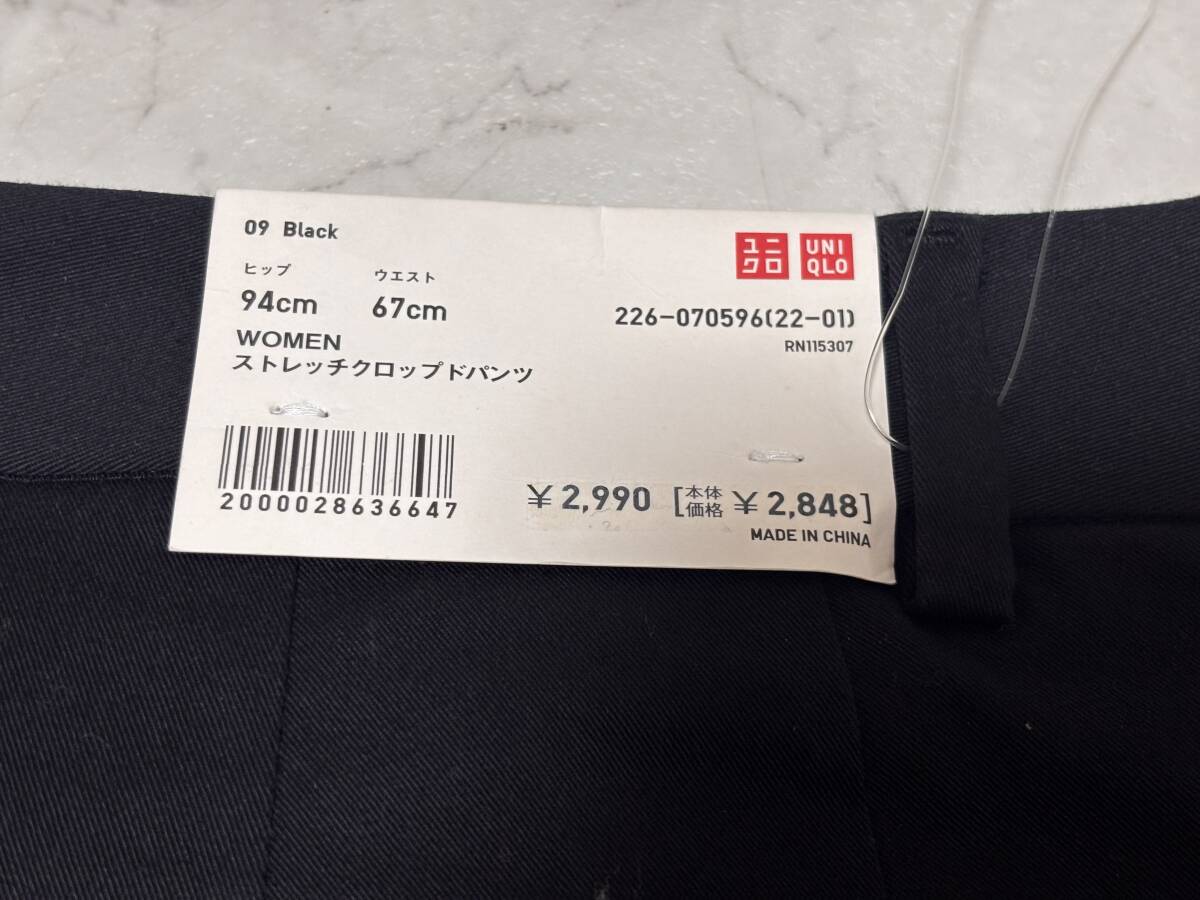 09 Black
ユニクロ UNIQLO
ヒップ ウエスト
94cm 67cm
226-070596(22-01)
RN115307
WOMEN
ストレッチクロップドパンツ
2000028636647
¥2,990 [本体価格 ¥2,848]
MADE IN CHINA